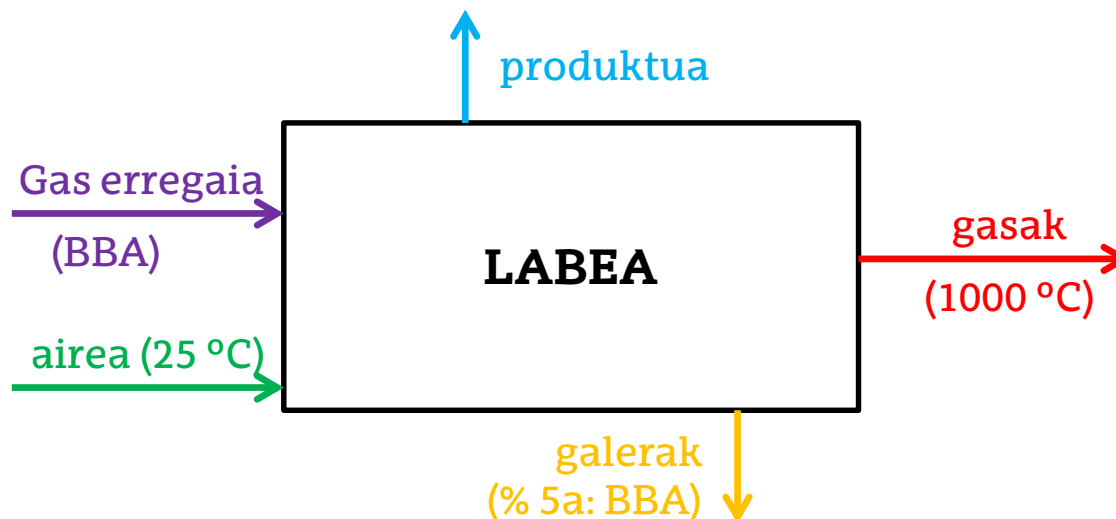 produktua
Gas erregaia
(BBA)
LABEA
gasak
(1000 ºC)
airea (25 ºC)
galerak
(% 5a: BBA)